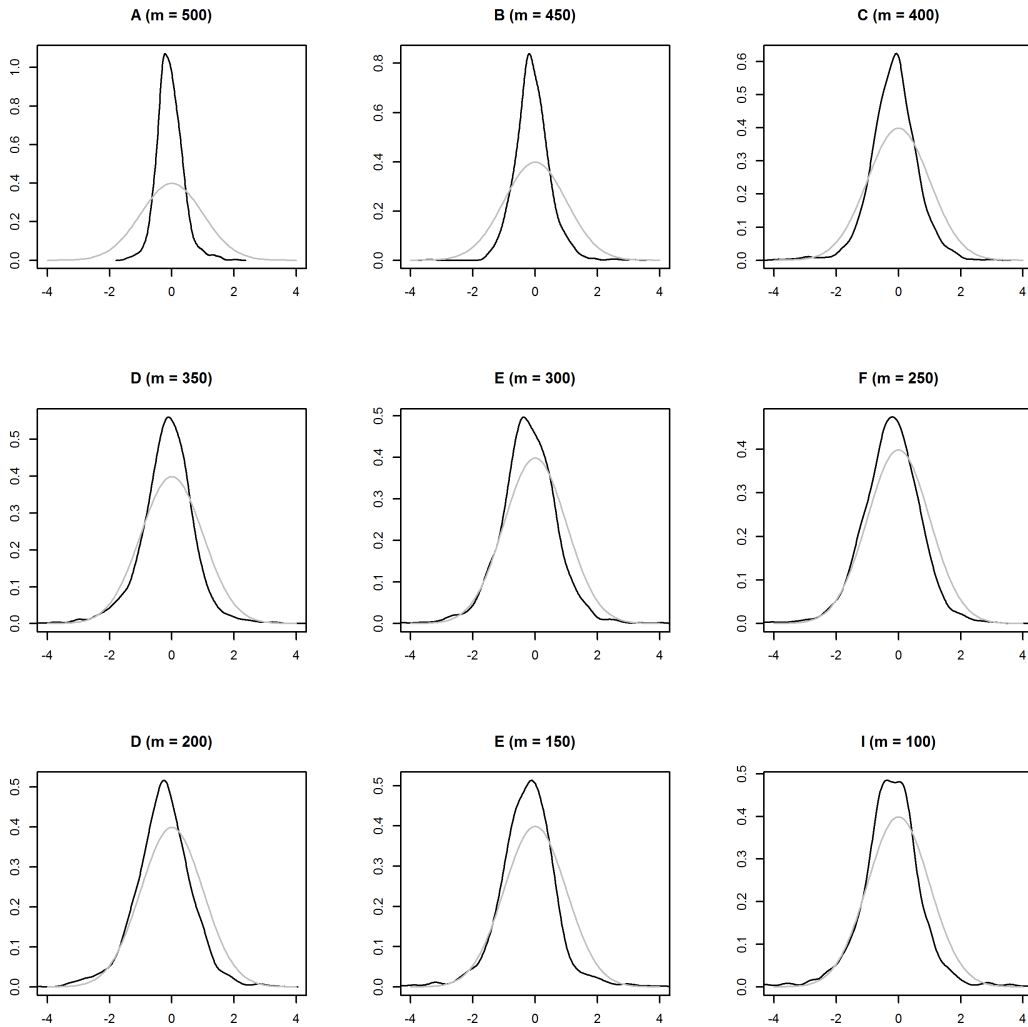 A (m = 500)
B (m = 450)
C (m = 400)
0.0 0.2 0.4 0.6 0.8 1.0
-4 -2 0 2 4
0.0 0.2 0.4 0.6 0.8
-4 -2 0 2 4
0.0 0.1 0.2 0.3 0.4 0.5 0.6
-4 -2 0 2 4
D (m = 350)
E (m = 300)
F (m = 250)
0.0 0.1 0.2 0.3 0.4 0.5
-4 -2 0 2 4
0.0 0.1 0.2 0.3 0.4 0.5
-4 -2 0 2 4
0.0 0.1 0.2 0.3 0.4
-4 -2 0 2 4
D (m = 200)
E (m = 150)
I (m = 100)
0.0 0.1 0.2 0.3 0.4 0.5
-4 -2 0 2 4
0.0 0.1 0.2 0.3 0.4 0.5
-4 -2 0 2 4
0.0 0.1 0.2 0.3 0.4 0.5
-4 -2 0 2 4